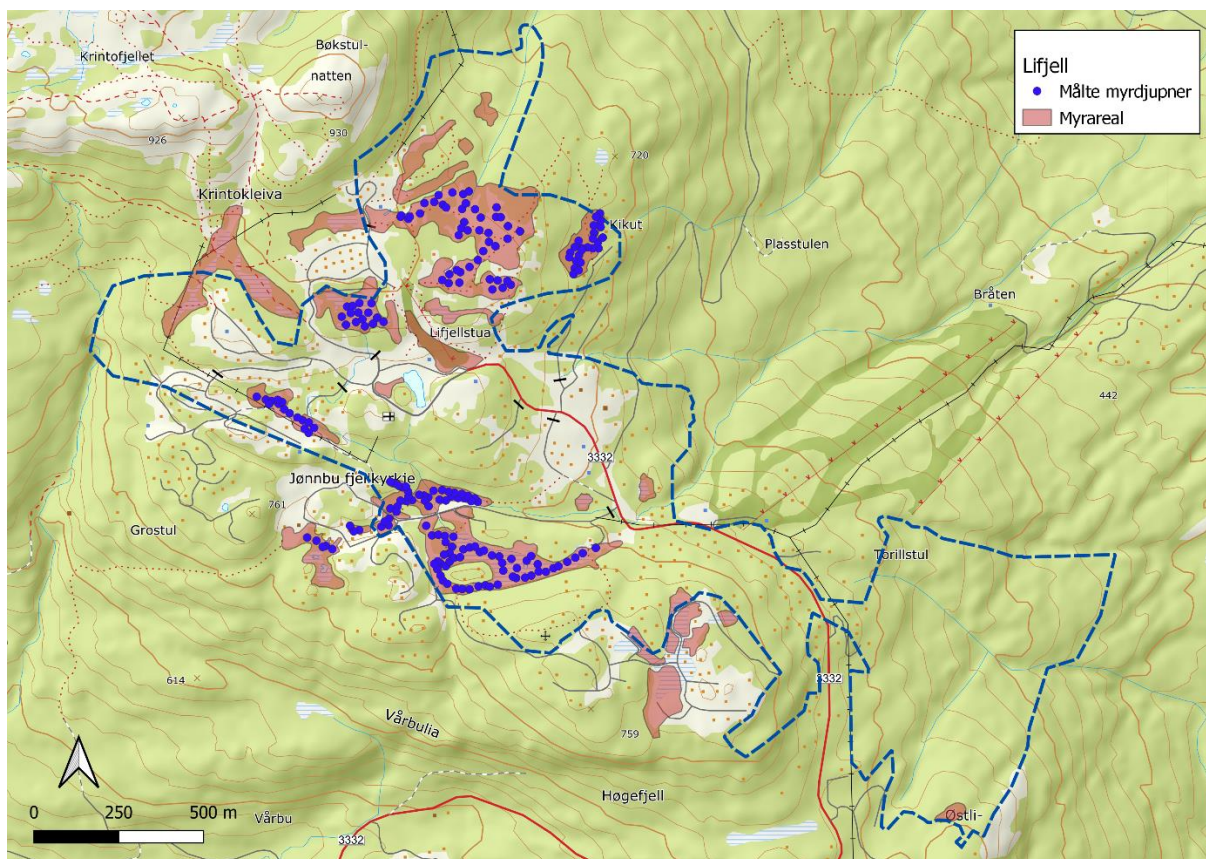 Krintofjellet
Bøkstul-
natten
926
930
720
Lifjell
Målte myrdjupner
Myrareal
Krintokleiva
Kikut
Plasstulen
Bråten
Lifjellstua
442
3332
Jønnbu fjellkyrkje
761
Grostul
Torillstul
614
3332
Vårbulia
759
Høgefjell
Østli-
0 250 500 m
Vårbu
3332